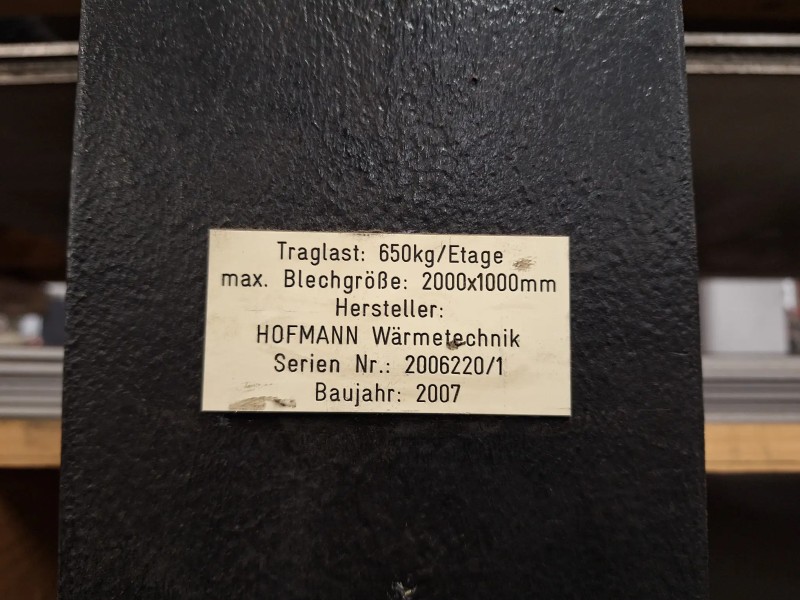 Traglast: 650kg/Etage
max. Blechgröße: 2000x1000mm
Hersteller:
HOFMANN Wärmetechnik
Serien Nr.: 2006220/1
Baujahr: 2007